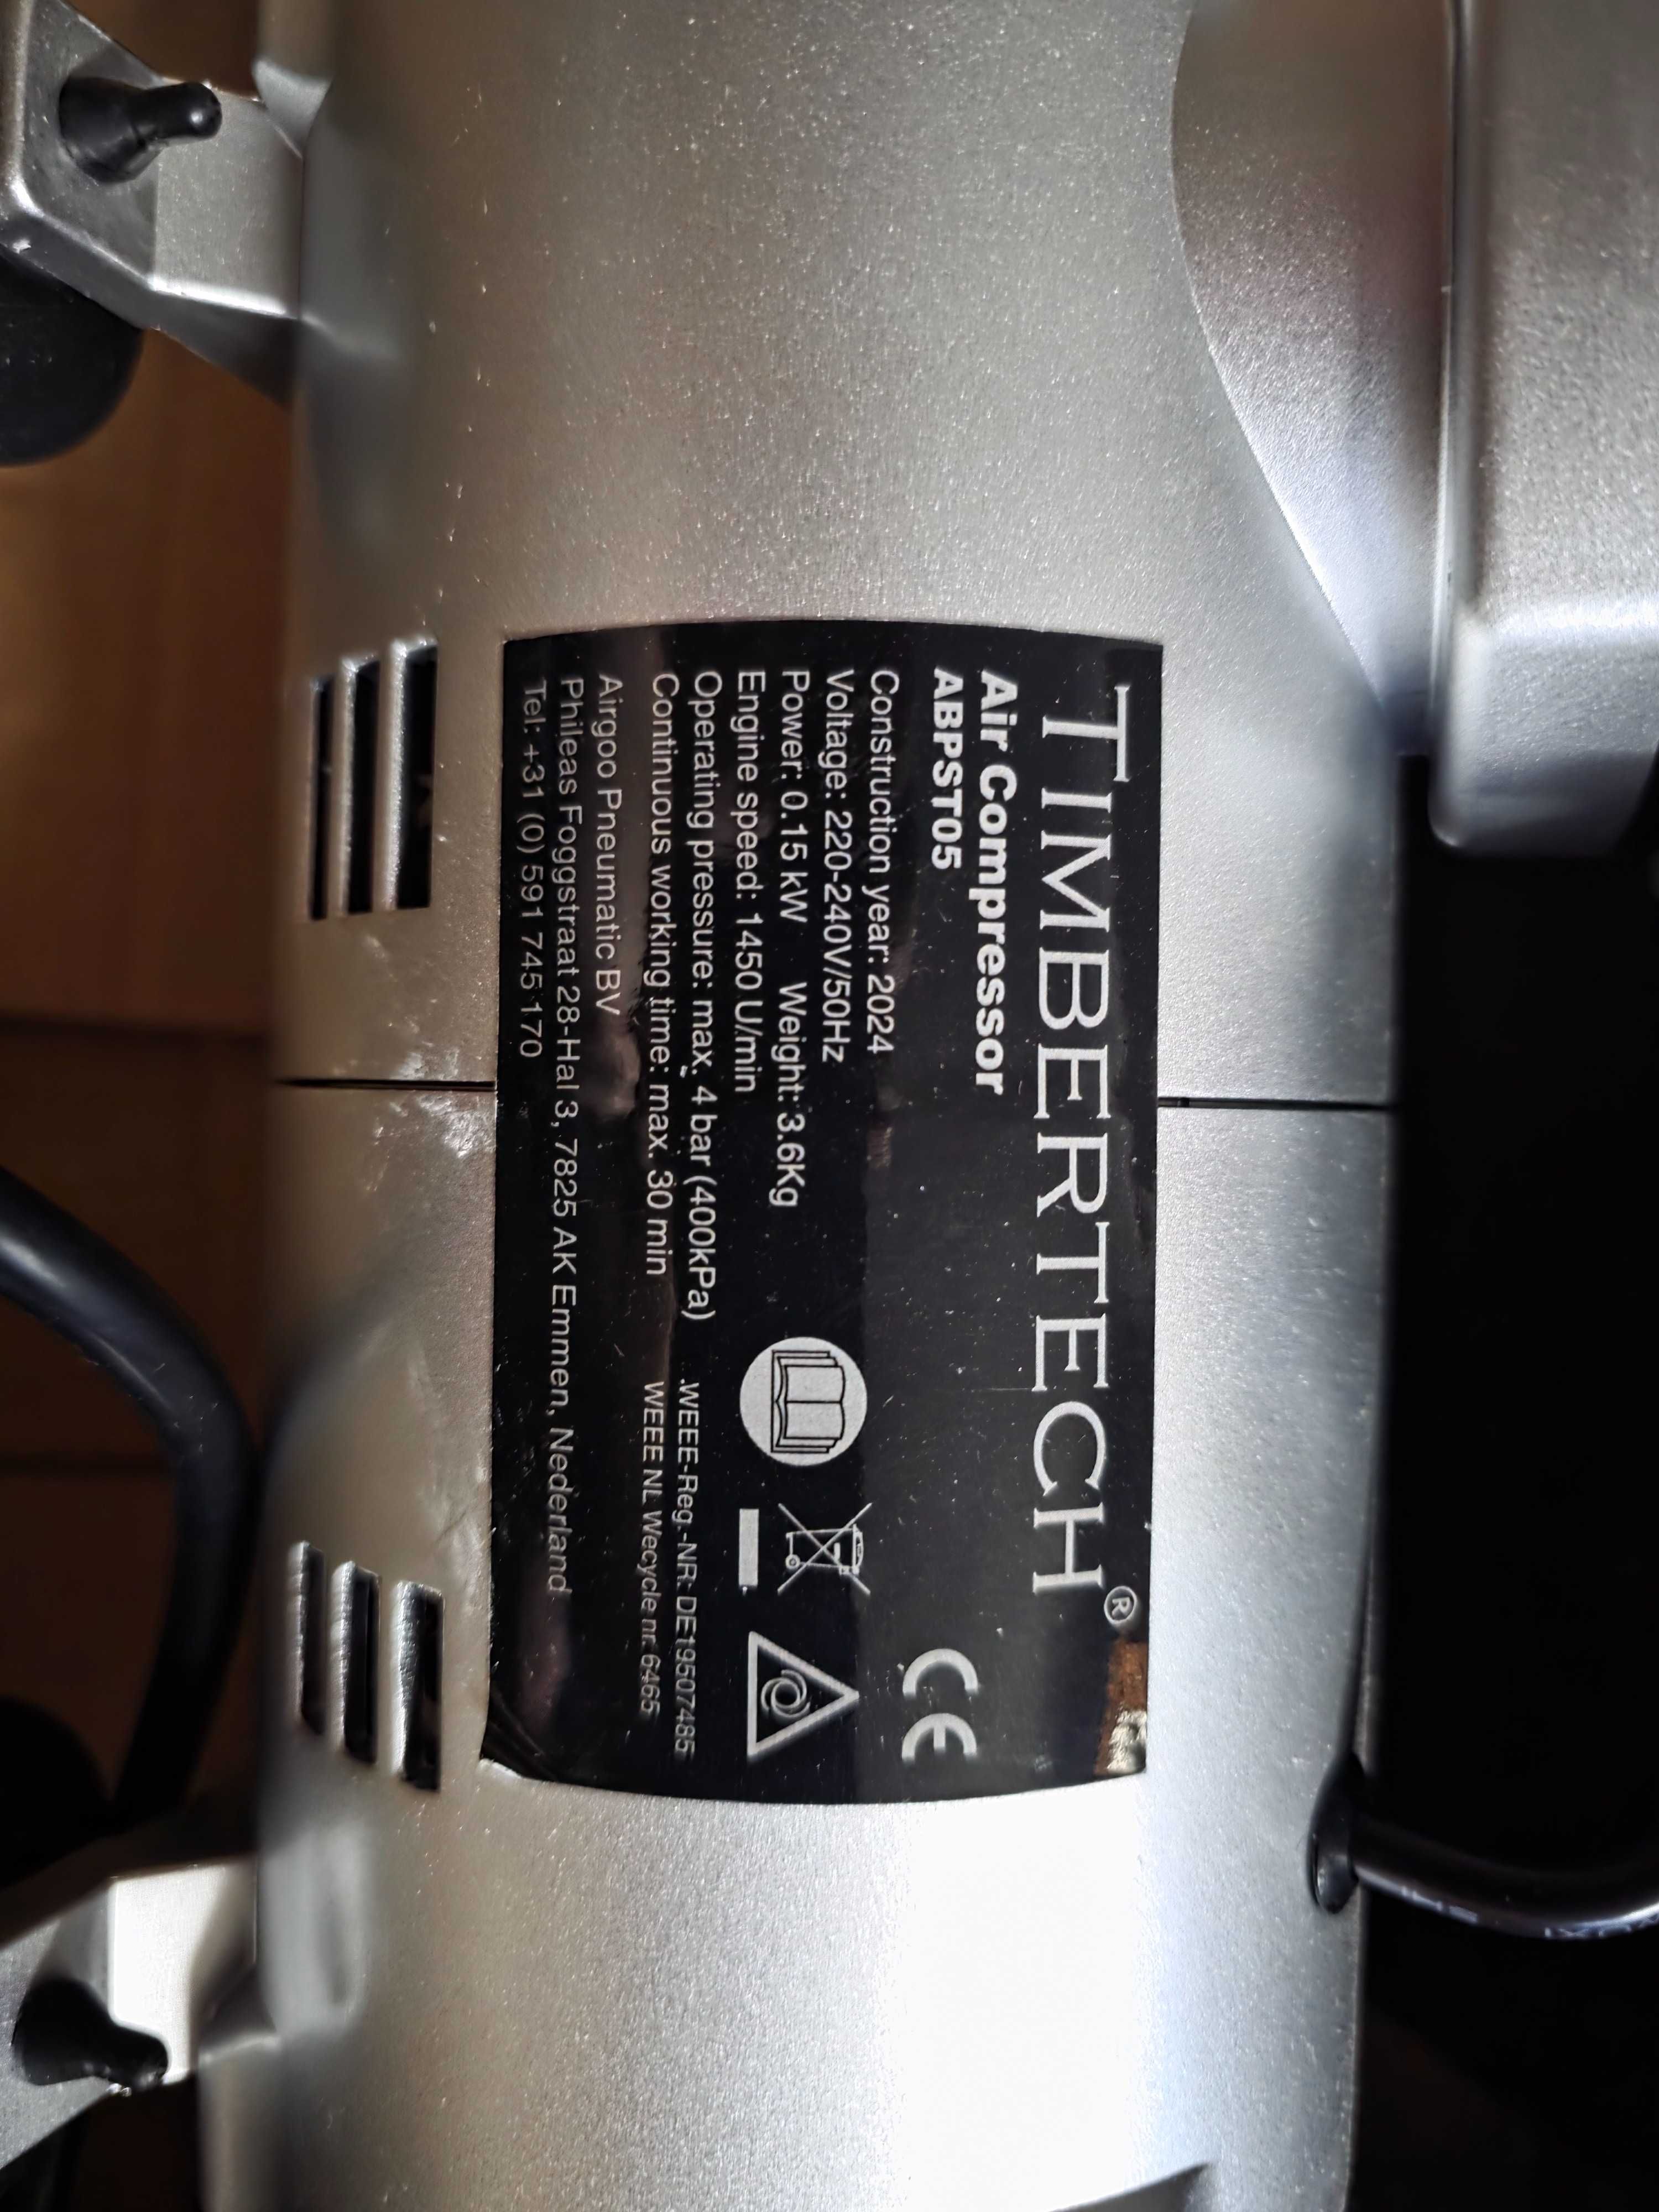 TIMBERTECH®
Air Compressor
ABPST05
CE
Construction year: 2024
Voltage: 220-240V/50Hz
Power: 0.15 kW Weight: 3.6Kg
Engine speed: 1450 U/min
Operating pressure: max. 4 bar (400kPa)
Continuous working time: max. 30 min
WEEE-Reg.-NR: DE19507485
WEEE NL Wecycle nr. 6465
Airgoo Pneumatic BV
Phileas Foggstraat 28-Hal 3, 7825 AK Emmen, Nederland
Tel: +31 (0) 591 745 170